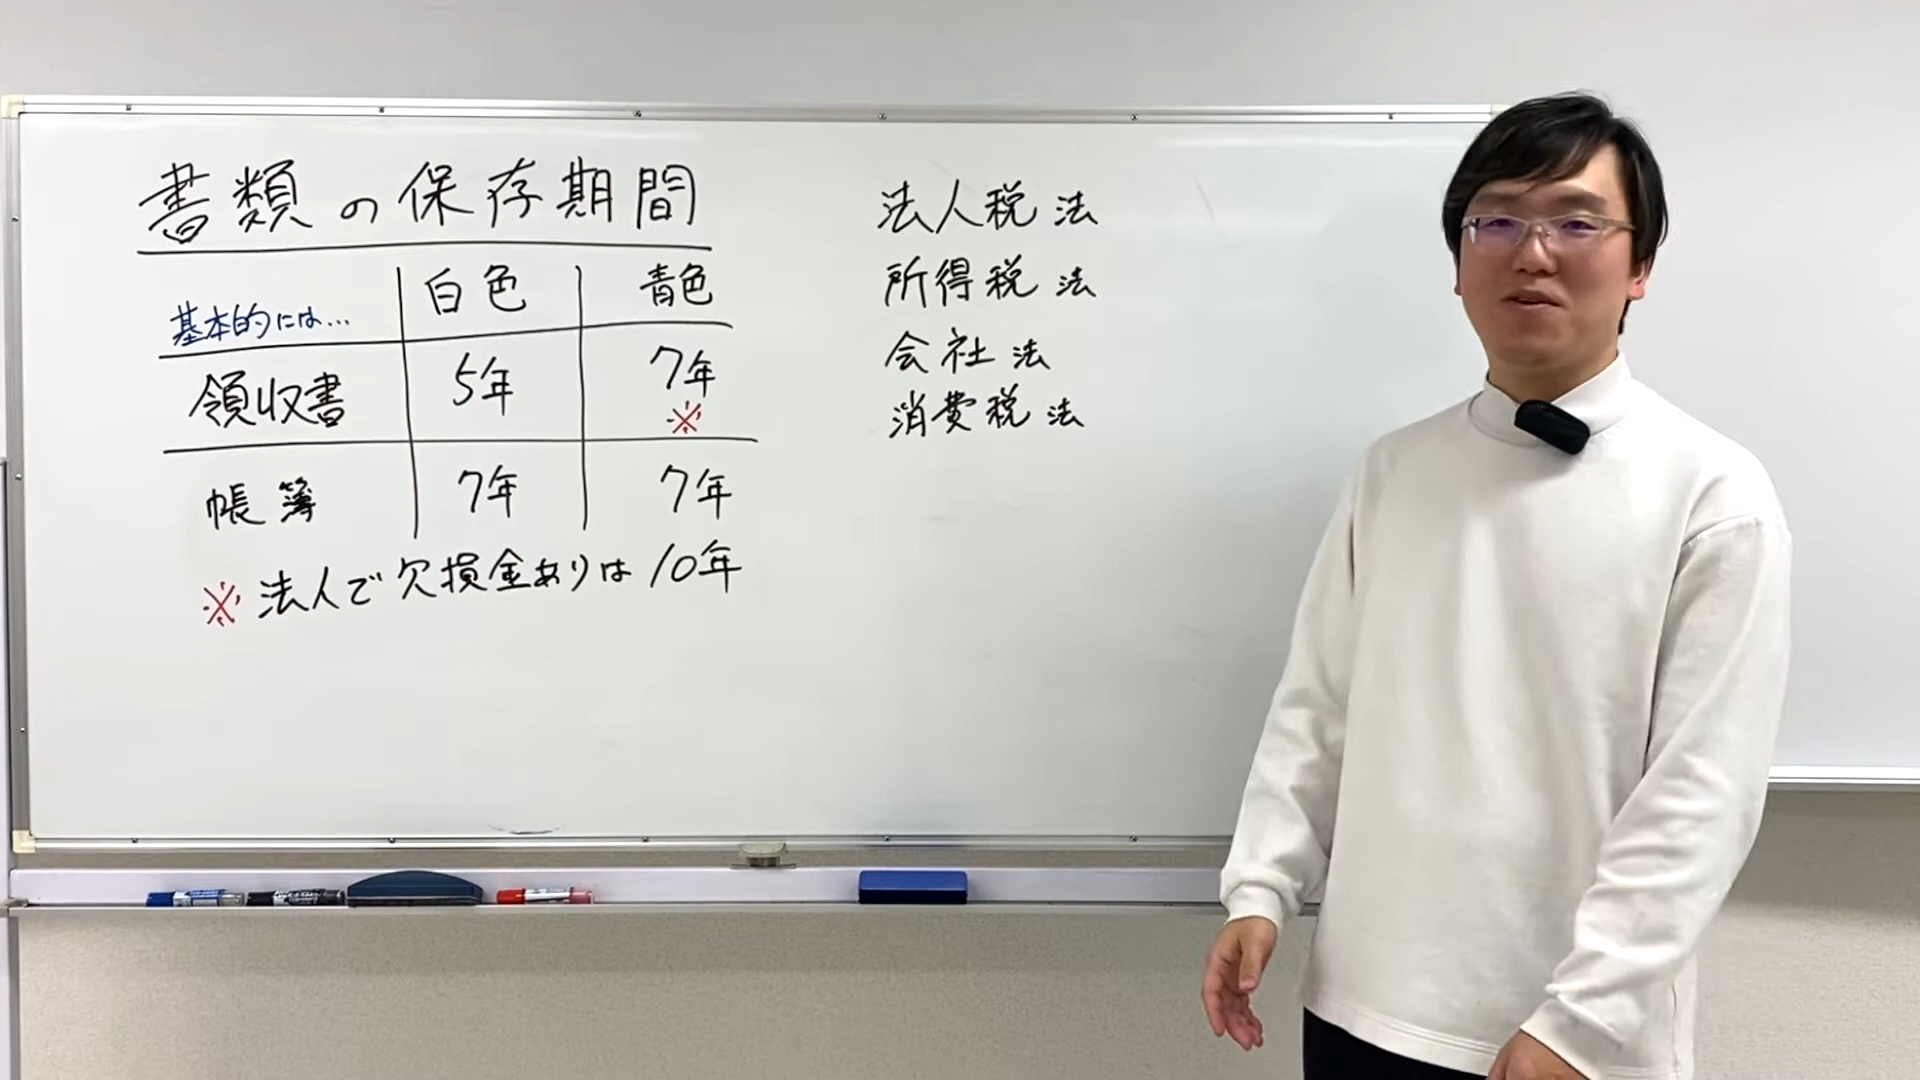 書類の保存期間
白色 青色
基本的には…
領収書 5年 7年
※
帳簿 7年 7年
※ 法人で欠損金ありは 10年
法人税法
所得税法
会社法
消費税法